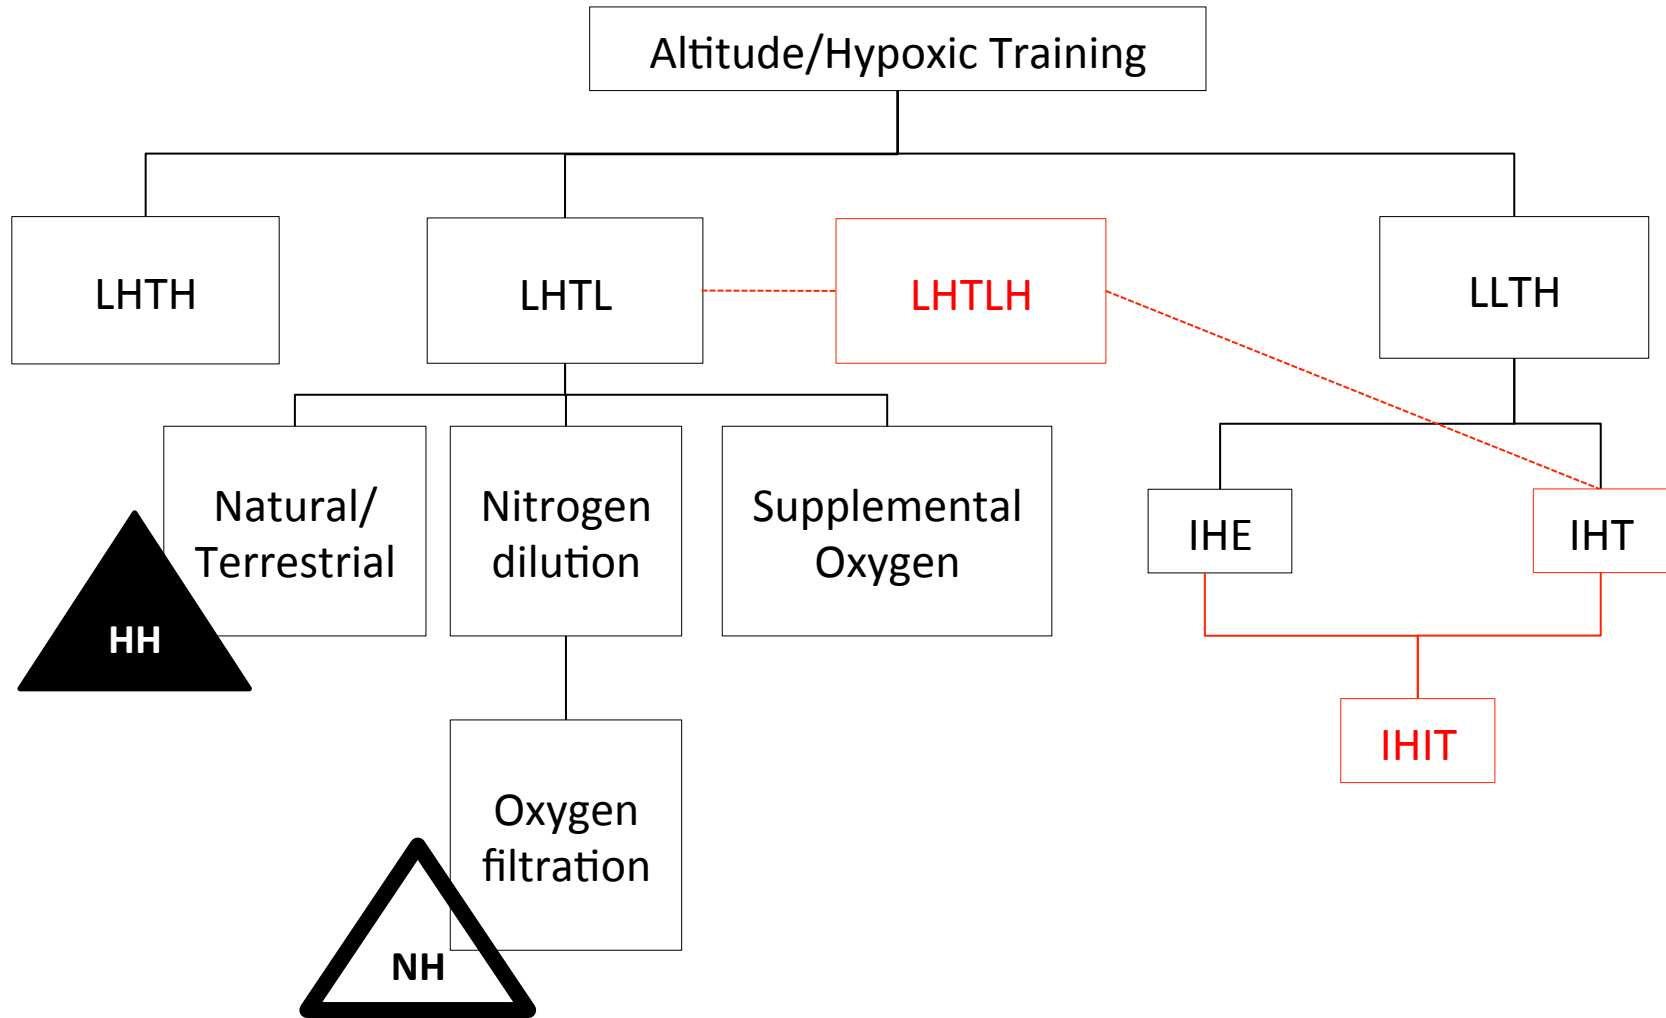 Altitude/Hypoxic Training
LHTH
LHTL
LHTLH
LLTH
Natural/
Terrestrial
Nitrogen
dilution
Supplemental
Oxygen
IHE
IHT
HH
IHIT
Oxygen
filtration
NH